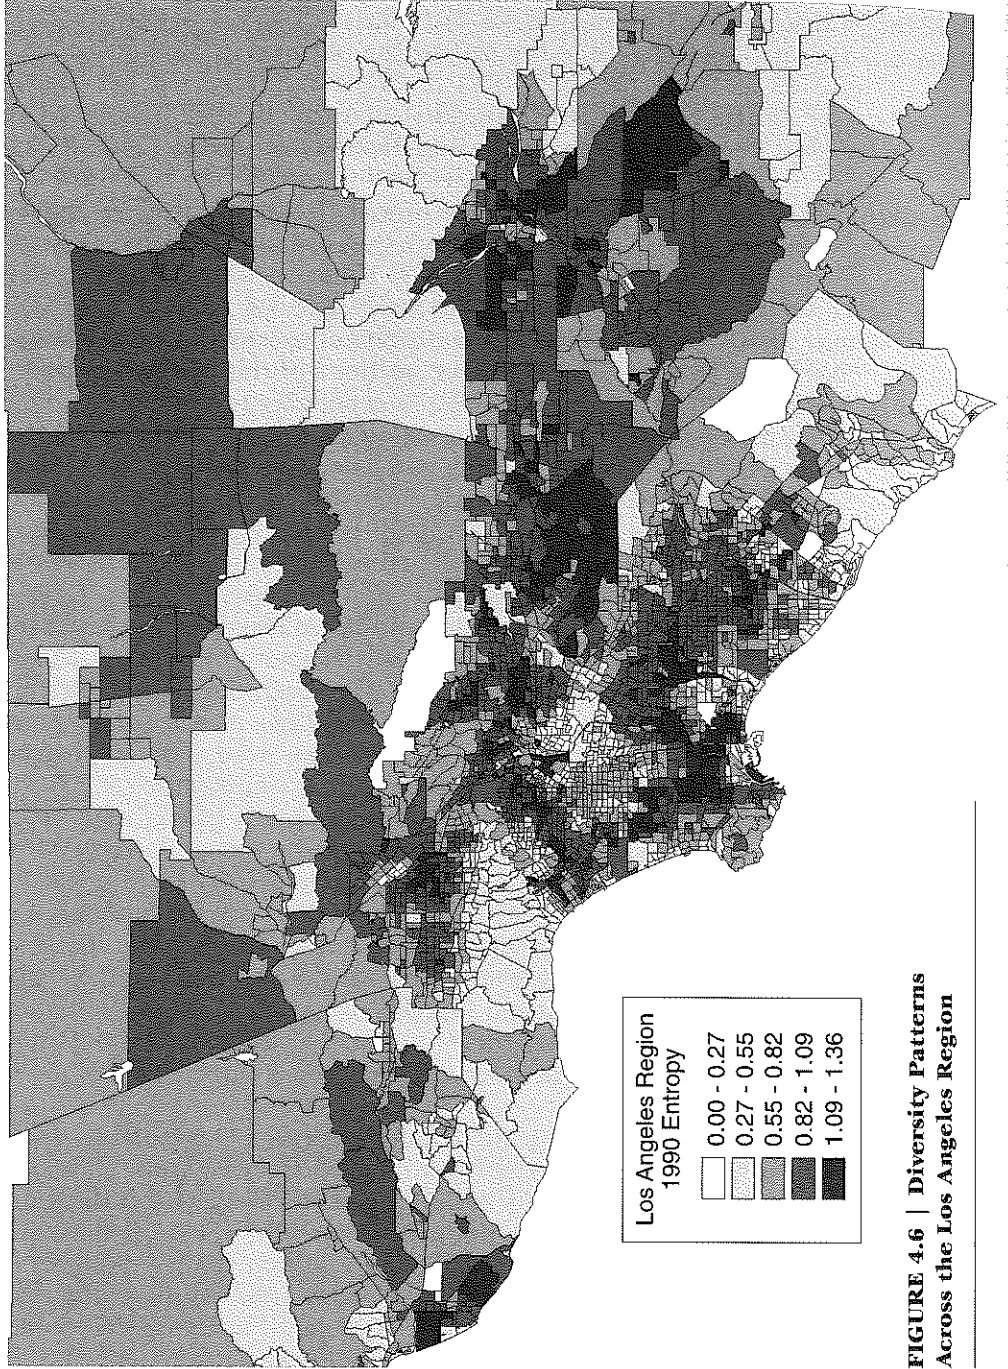 Los Angeles Region
1990 Entropy
0.00 - 0.27
0.27 - 0.55
0.55 - 0.82
0.82 - 1.09
1.09 - 1.36
FIGURE 4.6 | Diversity Patterns
Across the Los Angeles Region